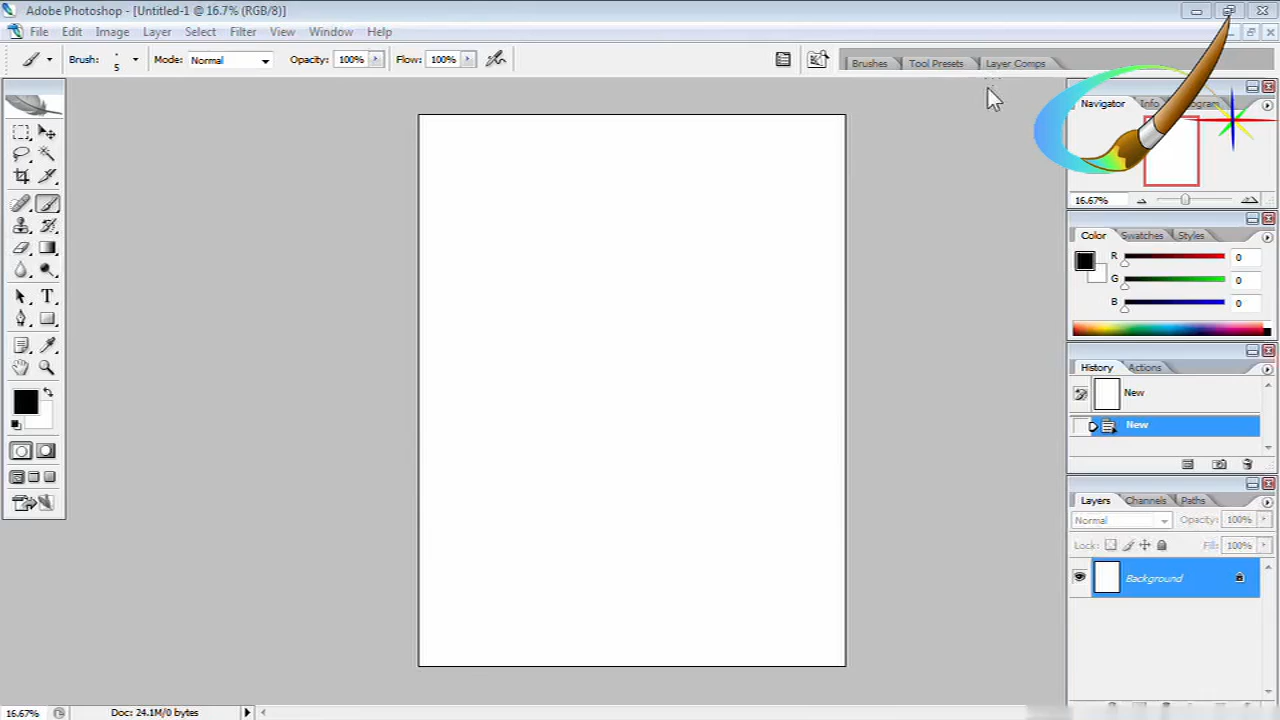 Adobe Photoshop - [Untitled-1 @ 16.7% (RGB/8)]
File Edit Image Layer Select Filter View Window Help
Brush: 5 Mode: Normal Opacity: 100% Flow: 100% Brushes Tool Presets Layer Comps
Navigator Info
16.67%
Color Swatches Styles
R 0
G 0
B 0
History Actions
New
New
Layers Channels Paths
Normal Opacity: 100%
Lock: Fill: 100%
Background
16.67% Doc: 24.1M/0 bytes